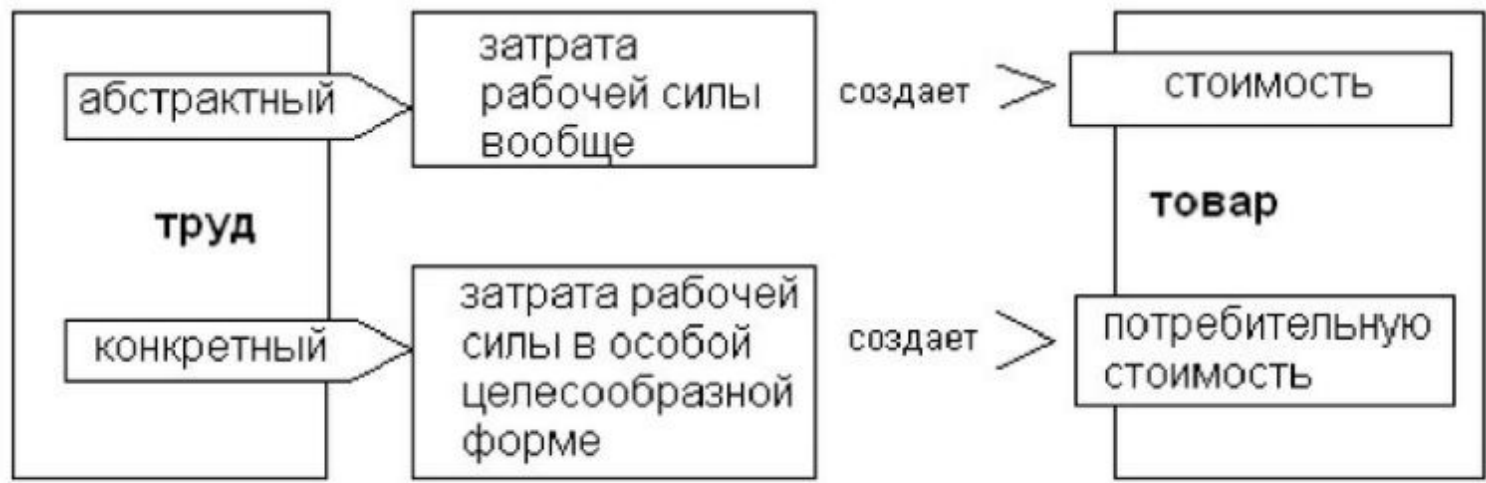 затрата
рабочей силы
вообще
абстрактный
создает
стоимость
труд
товар
затрата рабочей
силы в особой
целесообразной
форме
конкретный
создает
потребительную
стоимость